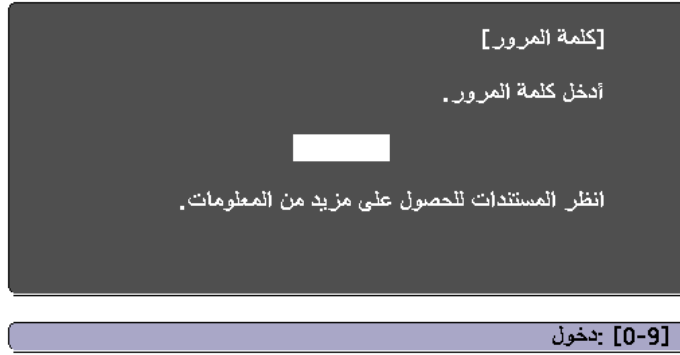 [كلمة المرور]
أدخل كلمة المرور.
انظر المستندات للحصول على مزيد من المعلومات.
[0-9] :دخول